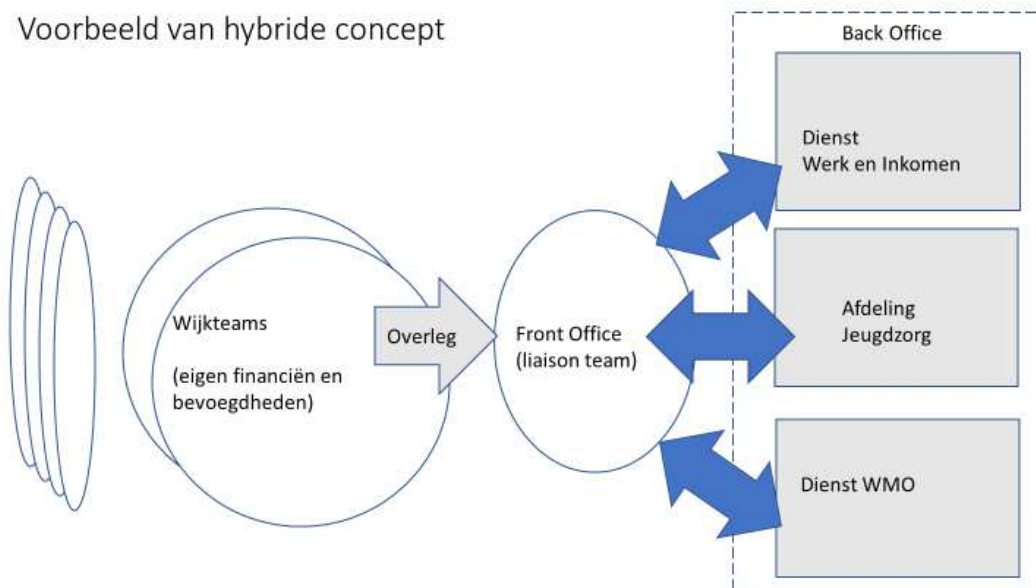 Voorbeeld van hybride concept
Back Office
Dienst
Werk en Inkomen
Wijkteams
(eigen financiën en
bevoegdheden)
Overleg
Front Office
(liaison team)
Afdeling
Jeugdzorg
Dienst WMO